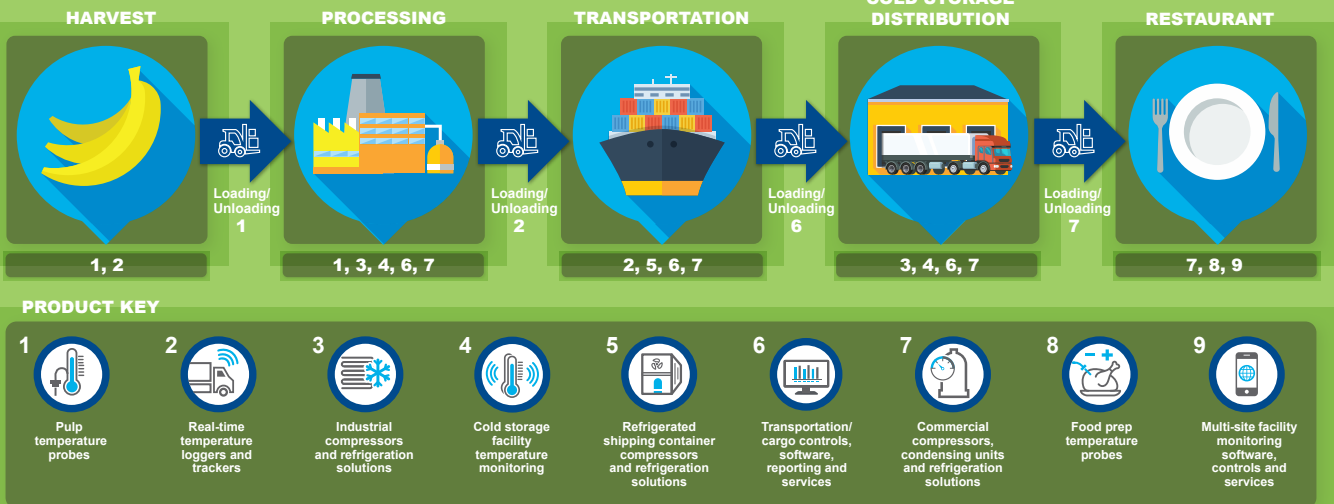 HARVEST
PROCESSING
TRANSPORTATION
COLD STORAGE
DISTRIBUTION
RESTAURANT
Loading/
Unloading
1
Loading/
Unloading
2
Loading/
Unloading
6
Loading/
Unloading
7
1, 2
1, 3, 4, 6, 7
2, 5, 6, 7
3, 4, 6, 7
7, 8, 9
PRODUCT KEY
1
Pulp
temperature
probes
2
Real-time
temperature
loggers and
trackers
3
Industrial
compressors
and refrigeration
solutions
4
Cold storage
facility
temperature
monitoring
5
Refrigerated
shipping container
compressors
and refrigeration
solutions
6
Transportation/
cargo controls,
software,
reporting and
services
7
Commercial
compressors,
condensing units
and refrigeration
solutions
8
Food prep
temperature
probes
9
Multi-site facility
monitoring
software,
controls and
services